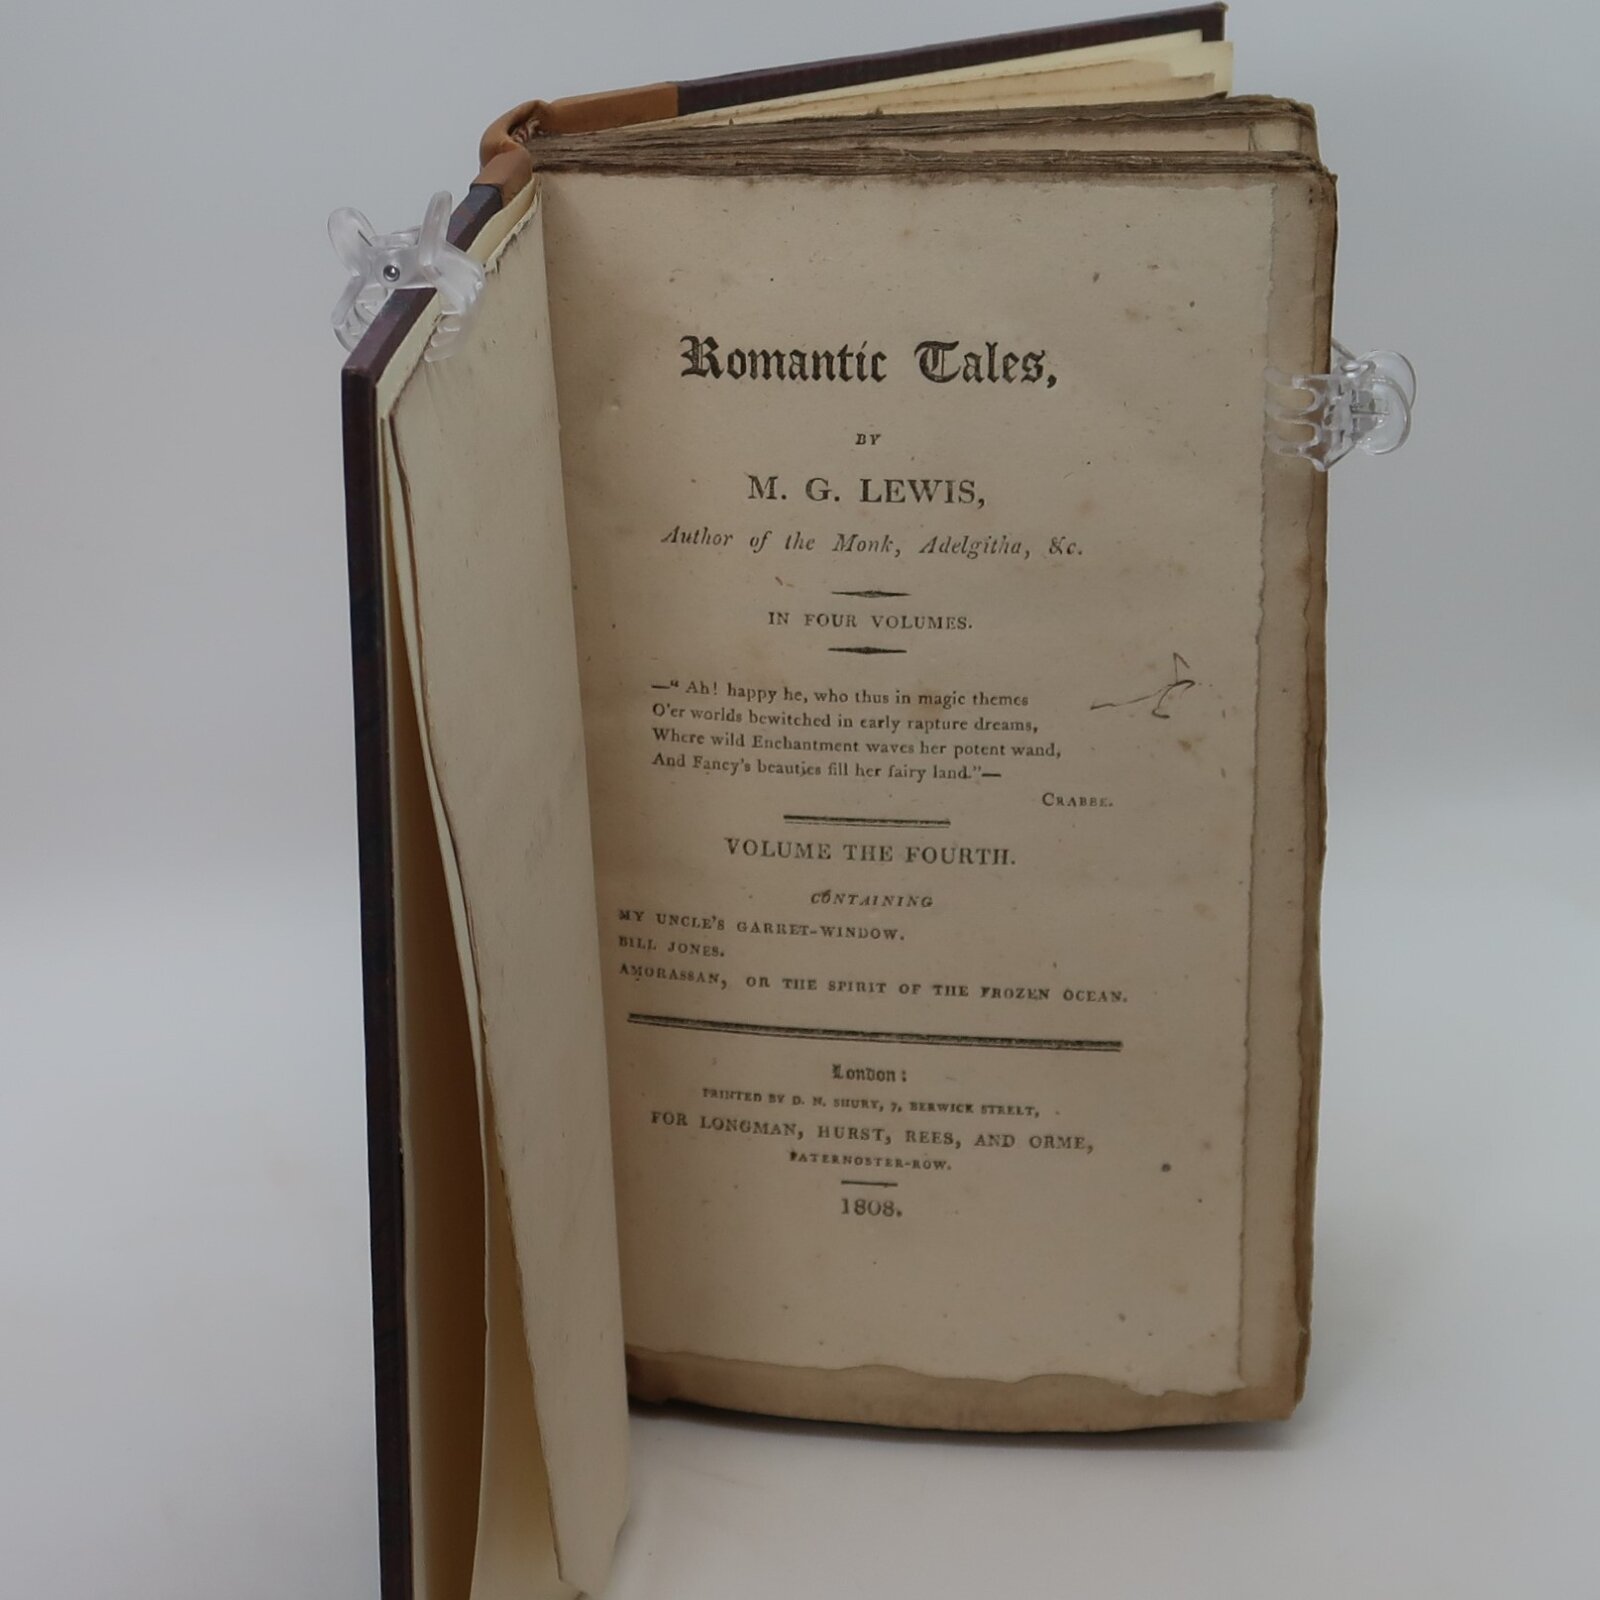 Romantic Tales,
BY
M. G. LEWIS,
Author of the Monk, Adelgitha, &c.
IN FOUR VOLUMES.
—“ Ah! happy he, who thus in magic themes
O'er worlds bewitched in early rapture dreams,
Where wild Enchantment waves her potent wand,
And Fancy's beauties fill her fairy land.”—
CRABBE.
VOLUME THE FOURTH.
CONTAINING
MY UNCLE'S GARRET-WINDOW.
BILL JONES.
AMORASSAN, OR THE SPIRIT OF THE FROZEN OCEAN.
London:
PRINTED BY D. N. SHURY, 7, BERWICK STREET,
FOR LONGMAN, HURST, REES, AND ORME,
PATERNOSTER-ROW.
1808.